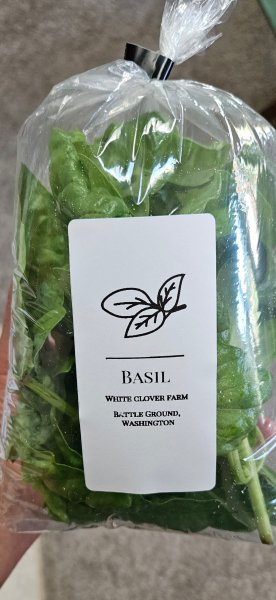 BASIL
WHITE CLOVER FARM
BATTLE GROUND,
WASHINGTON